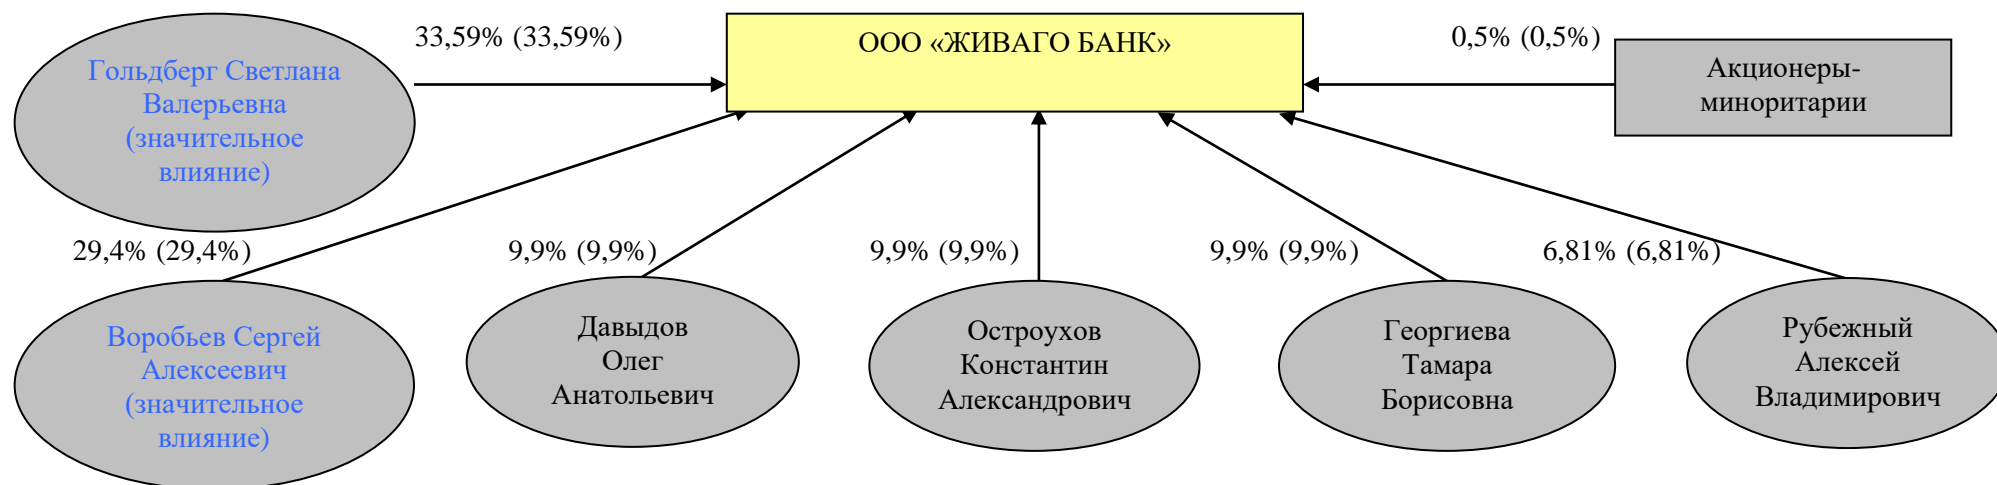 33,59% (33,59%)
ООО «ЖИВАГО БАНК»
0,5% (0,5%)
Гольдберг Светлана
Валерьевна
(значительное
влияние)
Акционеры-
миноритарии
29,4% (29,4%)
9,9% (9,9%)
9,9% (9,9%)
9,9% (9,9%)
6,81% (6,81%)
Воробьев Сергей
Алексеевич
(значительное
влияние)
Давыдов
Олег
Анатольевич
Остроухов
Константин
Александрович
Георгиева
Тамара
Борисовна
Рубежный
Алексей
Владимирович